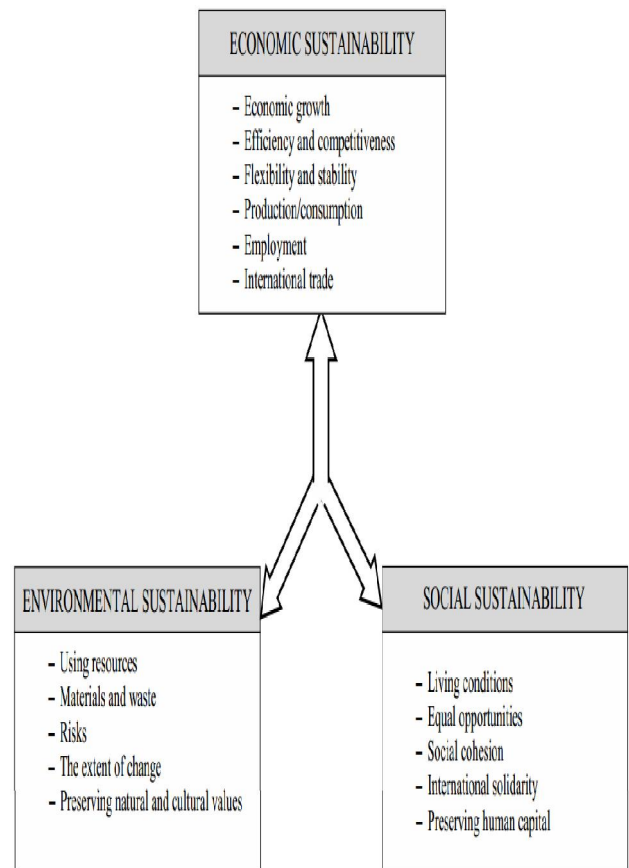 ECONOMIC SUSTAINABILITY
– Economic growth
– Efficiency and competitiveness
– Flexibility and stability
– Production/consumption
– Employment
– International trade
ENVIRONMENTAL SUSTAINABILITY
– Using resources
– Materials and waste
– Risks
– The extent of change
– Preserving natural and cultural values
SOCIAL SUSTAINABILITY
– Living conditions
– Equal opportunities
– Social cohesion
– International solidarity
– Preserving human capital